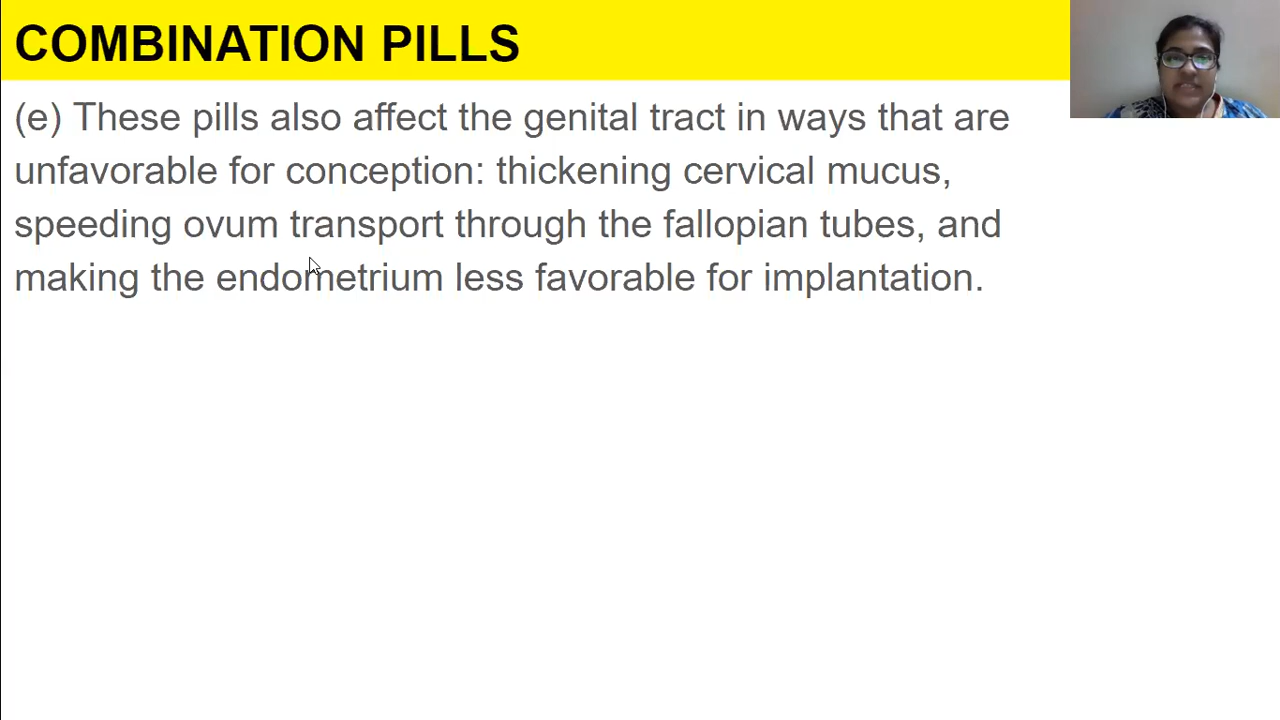 COMBINATION PILLS
(e) These pills also affect the genital tract in ways that are
unfavorable for conception: thickening cervical mucus,
speeding ovum transport through the fallopian tubes, and
making the endometrium less favorable for implantation.